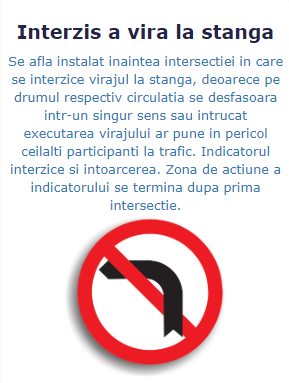 Interzis a vira la stanga
Se afla instalat inaintea intersectiei in care
se interzice virajul la stanga, deoarece pe
drumul respectiv circulatia se desfasoara
intr-un singur sens sau intrucat
executarea virajului ar pune in pericol
ceilalti participanti la trafic. Indicatorul
interzice si intoarcerea. Zona de actiune a
indicatorului se termina dupa prima
intersectie.